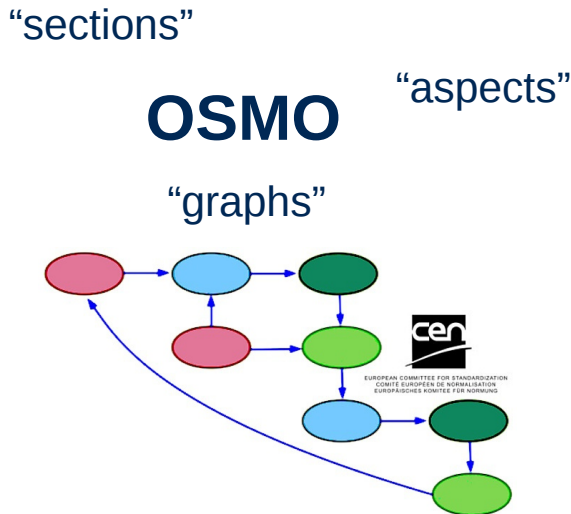 “sections”
“aspects”
OSMO
“graphs”
cen
EUROPEAN COMMITTEE FOR STANDARDIZATION
COMITÉ EUROPÉEN DE NORMALISATION
EUROPÄISCHES KOMITEE FÜR NORMUNG